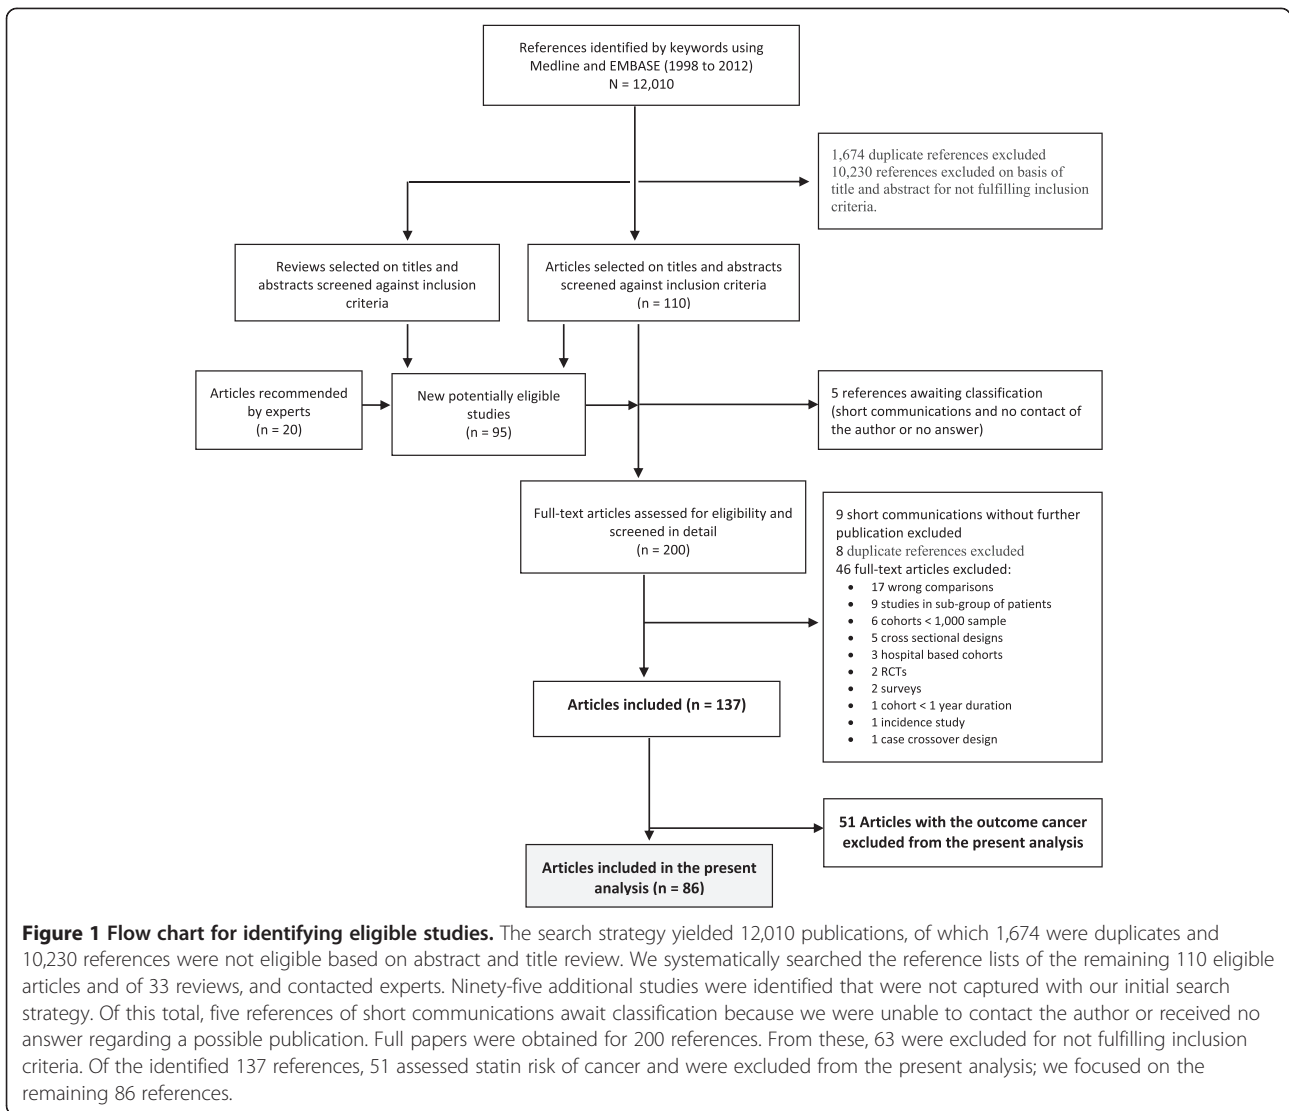 References identified by keywords using
Medline and EMBASE (1998 to 2012)
N = 12,010
1,674 duplicate references excluded
10,230 references excluded on basis of
title and abstract for not fulfilling inclusion
criteria.
Reviews selected on titles and
abstracts screened against inclusion
criteria
Articles selected on titles and abstracts
screened against inclusion criteria
(n = 110)
Articles recommended
by experts
(n = 20)
New potentially eligible
studies
(n = 95)
5 references awaiting classification
(short communications and no contact of
the author or no answer)
Full-text articles assessed for eligibility and
screened in detail
(n = 200)
9 short communications without further
publication excluded
8 duplicate references excluded
46 full-text articles excluded:
• 17 wrong comparisons
• 9 studies in sub-group of patients
• 6 cohorts < 1,000 sample
• 5 cross sectional designs
• 3 hospital based cohorts
• 2 RCTs
• 2 surveys
• 1 cohort < 1 year duration
• 1 incidence study
• 1 case crossover design
Articles included (n = 137)
51 Articles with the outcome cancer
excluded from the present analysis
Articles included in the present
analysis (n = 86)
Figure 1 Flow chart for identifying eligible studies. The search strategy yielded 12,010 publications, of which 1,674 were duplicates and
10,230 references were not eligible based on abstract and title review. We systematically searched the reference lists of the remaining 110 eligible
articles and of 33 reviews, and contacted experts. Ninety-five additional studies were identified that were not captured with our initial search
strategy. Of this total, five references of short communications await classification because we were unable to contact the author or received no
answer regarding a possible publication. Full papers were obtained for 200 references. From these, 63 were excluded for not fulfilling inclusion
criteria. Of the identified 137 references, 51 assessed statin risk of cancer and were excluded from the present analysis; we focused on the
remaining 86 references.